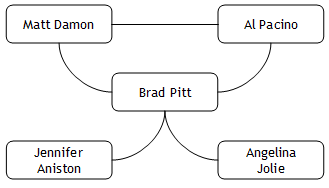 Matt Damon
Al Pacino
Brad Pitt
Jennifer
Aniston
Angelina
Jolie